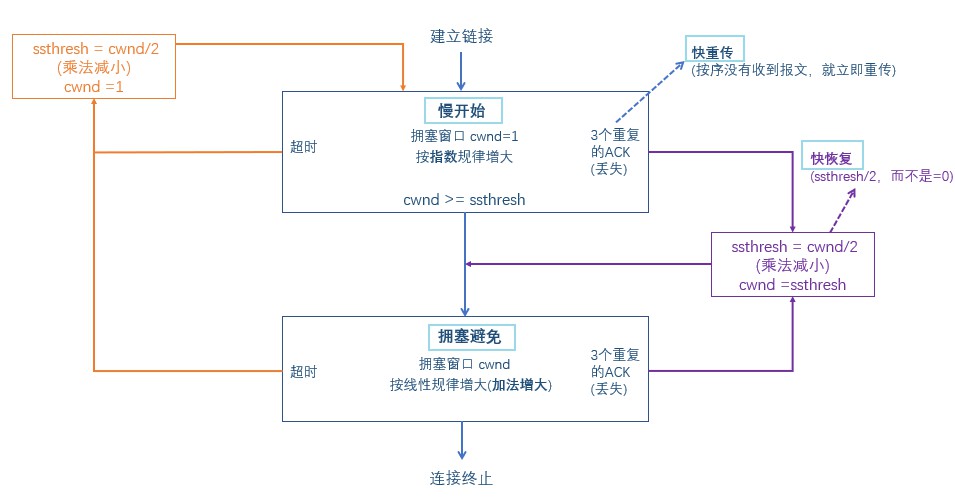 建立链接
ssthresh = cwnd/2
(乘法减小)
cwnd =1
快重传
(按序没有收到报文，就立即重传)
慢开始
拥塞窗口 cwnd=1
按指数规律增大
cwnd >= ssthresh
超时
3个重复
的ACK
(丢失)
快恢复
(ssthresh/2，而不是=0)
ssthresh = cwnd/2
(乘法减小)
cwnd =ssthresh
拥塞避免
拥塞窗口 cwnd
按线性规律增大(加法增大)
超时
3个重复
的ACK
(丢失)
连接终止